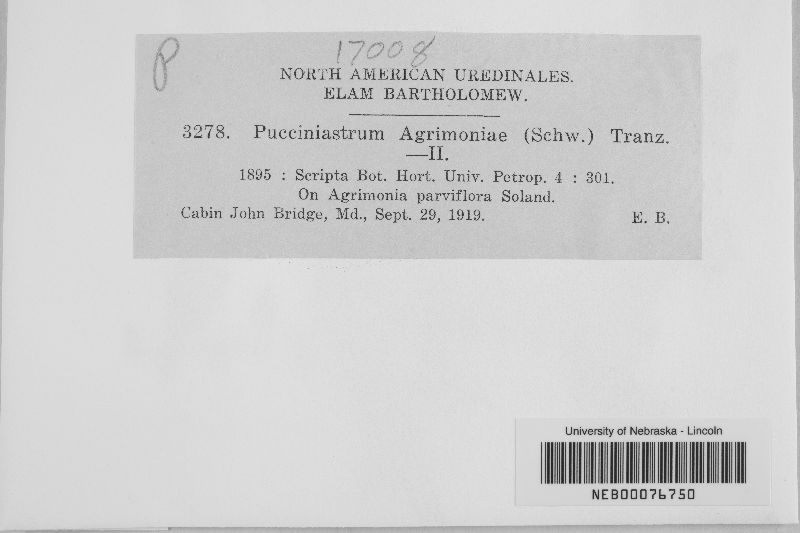 P 17008
NORTH AMERICAN UREDINALES.
ELAM BARTHOLOMEW.
3278. Pucciniastrum Agrimoniae (Schw.) Tranz.
—II.
1895 : Scripta Bot. Hort. Univ. Petrop. 4 : 301.
On Agrimonia parviflora Soland.
Cabin John Bridge, Md., Sept. 29, 1919. E. B.
University of Nebraska - Lincoln
NEB00076750